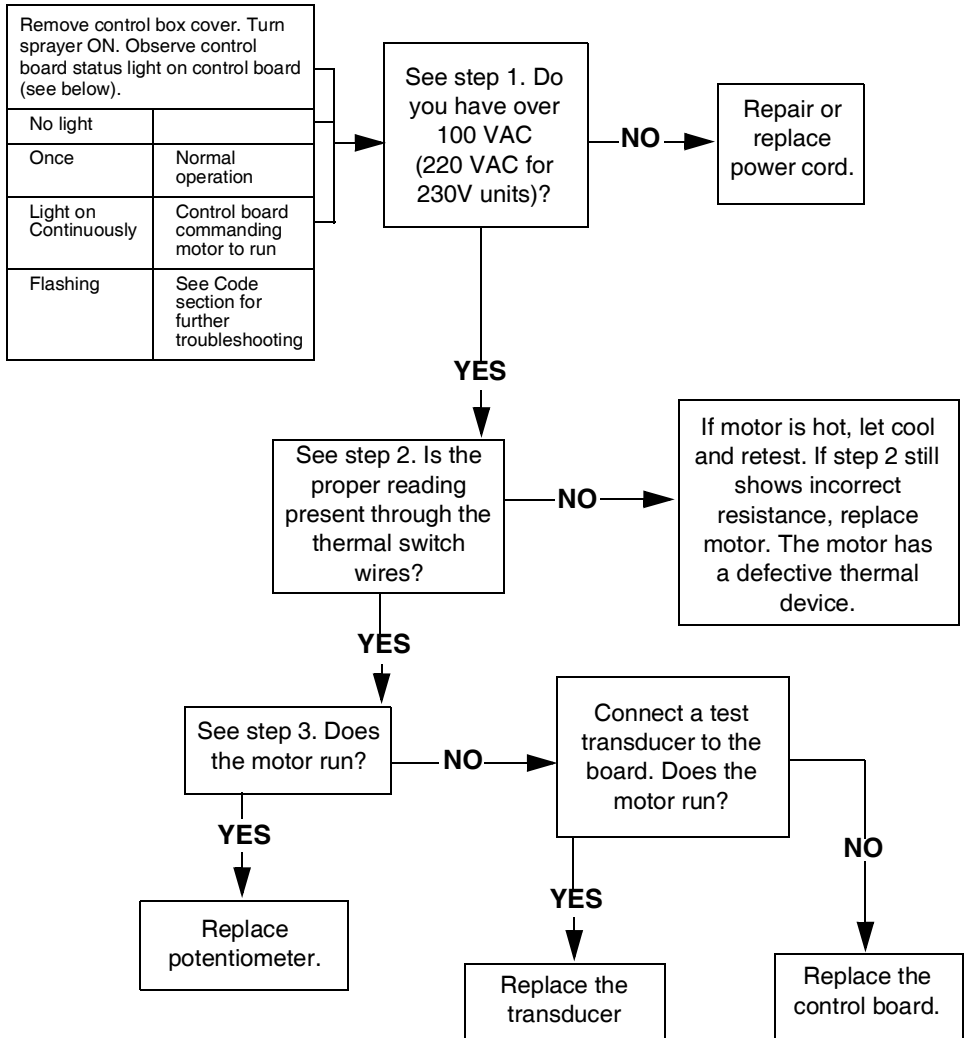 Remove control box cover. Turn
sprayer ON. Observe control
board status light on control board
(see below).
No light
Once
Normal
operation
Light on
Continuously
Control board
commanding
motor to run
Flashing
See Code
section for
further
troubleshooting
See step 1. Do
you have over
100 VAC
(220 VAC for
230V units)?
NO
Repair or
replace
power cord.
YES
See step 2. Is the
proper reading
present through the
thermal switch
wires?
NO
If motor is hot, let cool
and retest. If step 2 still
shows incorrect
resistance, replace
motor. The motor has
a defective thermal
device.
YES
See step 3. Does
the motor run?
NO
Connect a test
transducer to the
board. Does the
motor run?
YES
Replace
potentiometer.
YES
Replace the
transducer
NO
Replace the
control board.